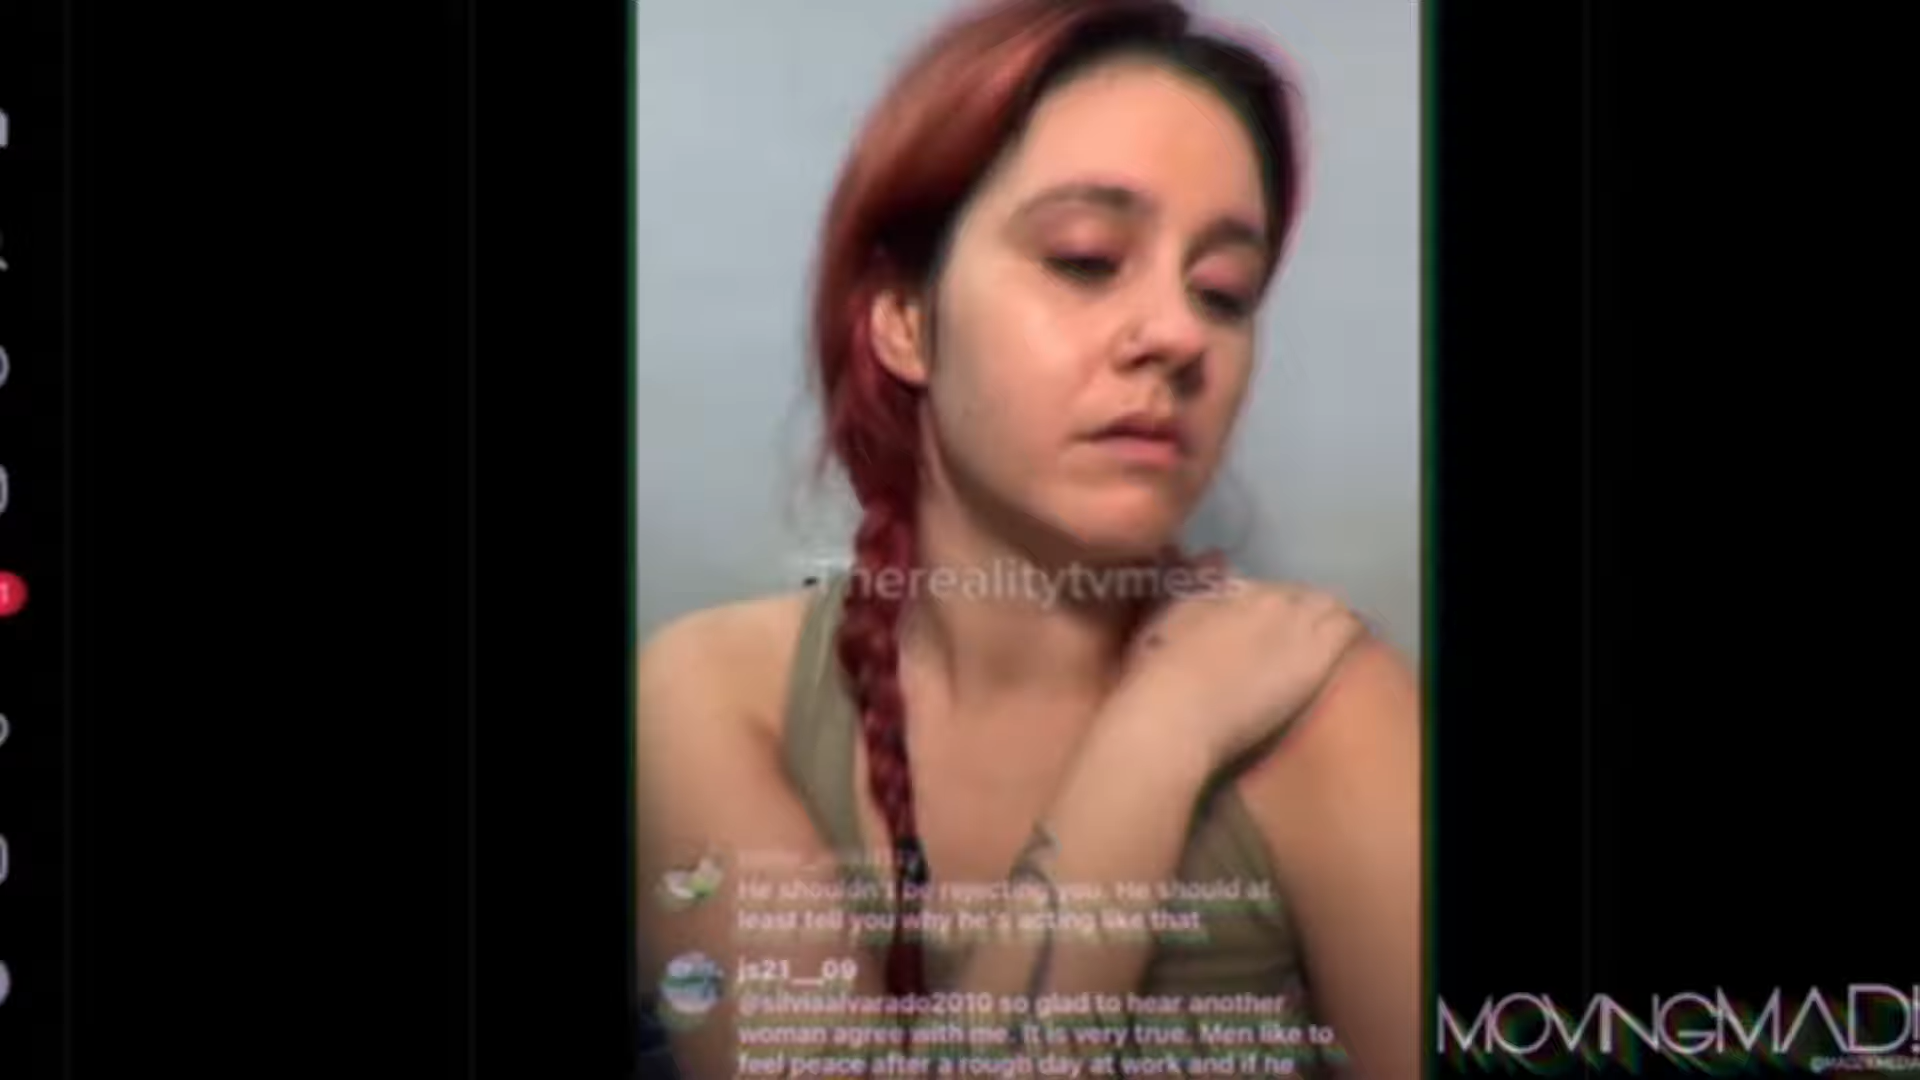 Therealitytvmess
He shouldn't be rejecting you. He should at
least tell you why he's acting like that
js21__09
@silviaalvarado2010 so glad to hear another
woman agree with me. It is very true. Men like to
feel peace after a rough day at work and if he
1
MOVINGMAD!